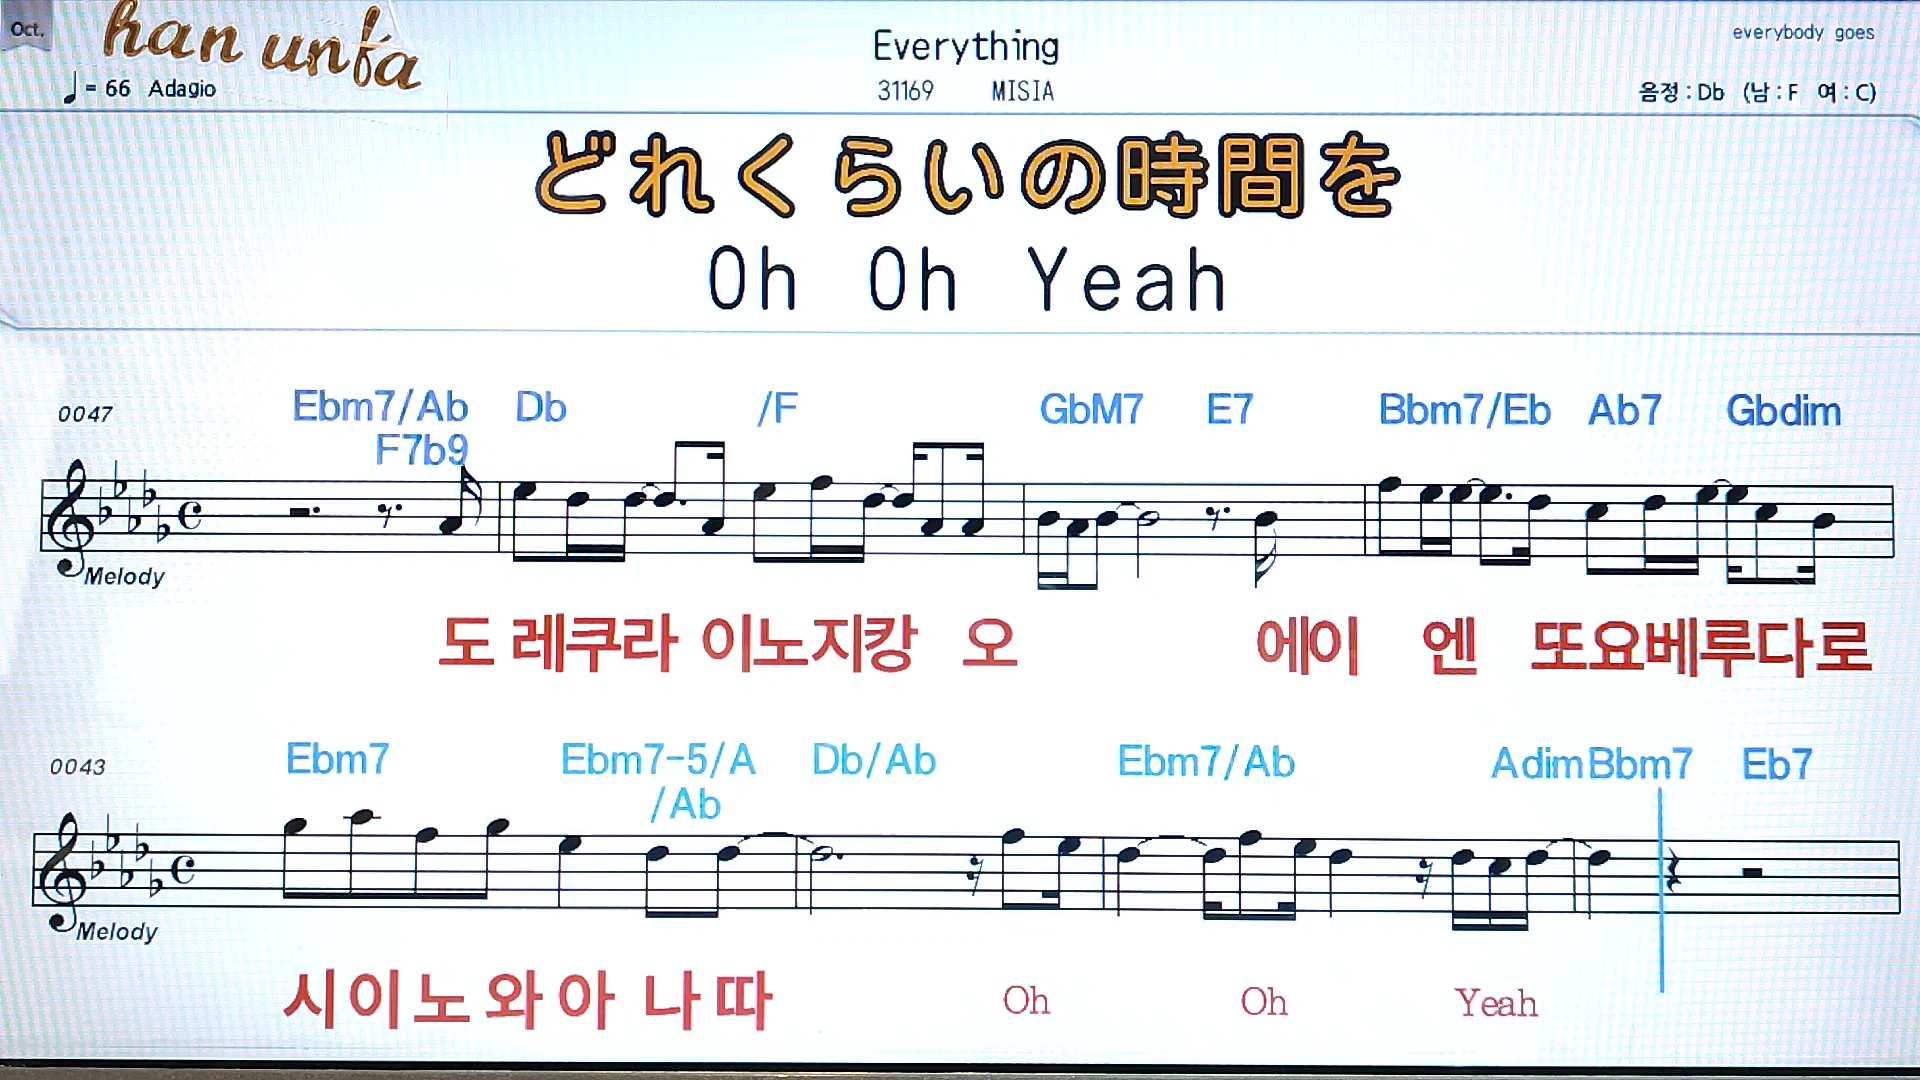 Oct.
han unfa
everybody goes
Everything
♩= 66 Adagio
31169 MISIA
음정 : Db (남 : F 여 : C)
どれくらいの時間を
Oh Oh Yeah
0047 Ebm7/Ab Db /F GbM7 E7 Bbm7/Eb Ab7 Gbdim
F7b9
Melody
도 레쿠라 이노지캉 오 에이 엔 또요베루다로
0043 Ebm7 Ebm7-5/A Db/Ab Ebm7/Ab Adim Bbm7 Eb7
/Ab
Melody
시이노 와아 나따 Oh Oh Yeah